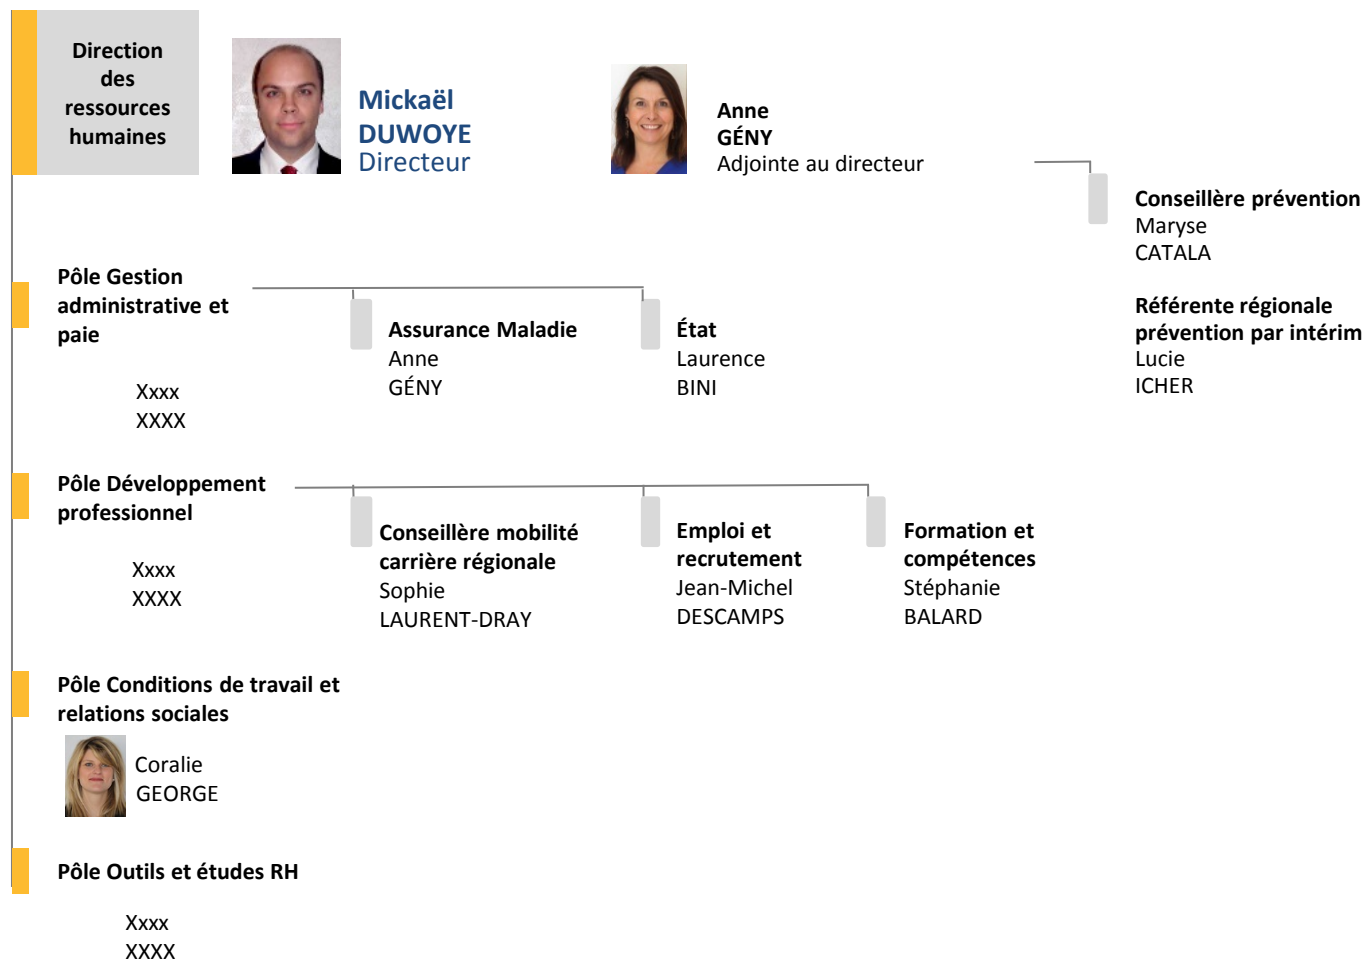 Direction
des
ressources
humaines
Mickaël
DUWOYE
Directeur
Anne
GÉNY
Adjointe au directeur
Conseillère prévention
Maryse
CATALA
Référente régionale
prévention par intérim
Lucie
ICHER
Pôle Gestion
administrative et
paie
Xxxx
XXXX
Assurance Maladie
Anne
GÉNY
État
Laurence
BINI
Pôle Développement
professionnel
Xxxx
XXXX
Conseillère mobilité
carrière régionale
Sophie
LAURENT-DRAY
Emploi et
recrutement
Jean-Michel
DESCAMPS
Formation et
compétences
Stéphanie
BALARD
Pôle Conditions de travail et
relations sociales
Coralie
GEORGE
Pôle Outils et études RH
Xxxx
XXXX